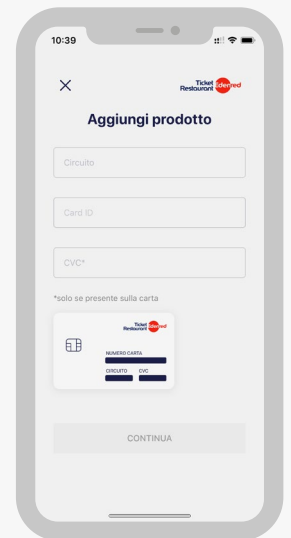 10:39
Ticket
Restaurant Edenred
Aggiungi prodotto
Circuito
Card ID
CVC*
*solo se presente sulla carta
Ticket
Restaurant Edenred
NUMERO CARTA
CIRCUITO CVC
CONTINUA